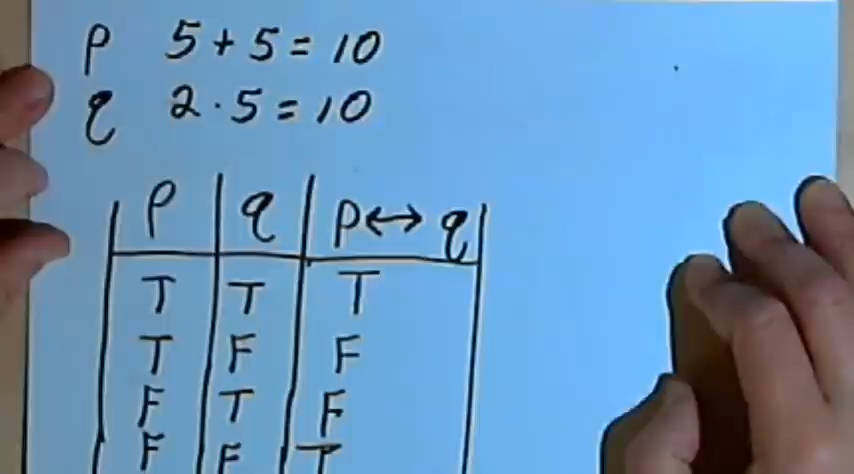 p 5 + 5 = 10
q 2 · 5 = 10
p q p ↔ q
T T T
T F F
F T F
F F T